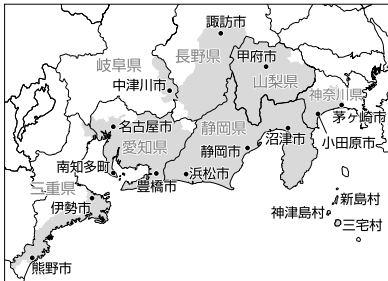 諏訪市
長野県
甲府市
岐阜県
山梨県
中津川市
神奈川県
茅ヶ崎市
名古屋市
静岡県
愛知県
小田原市
静岡市
沼津市
南知多町
豊橋市
浜松市
三重県
伊勢市
新島村
神津島村
三宅村
熊野市